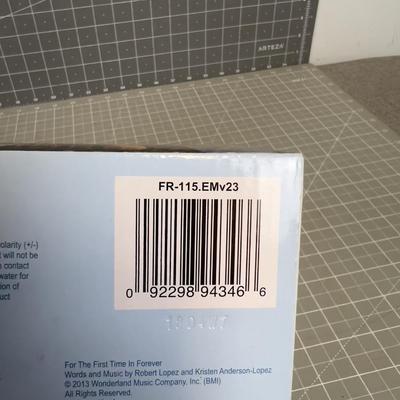 ARTEZA
FR-115.EMv23
0 92298 94346 6
olarity (+/-)
t will not be
contact
water for
ion of
duct
For The First Time In Forever
Words and Music by Robert Lopez and Kristen Anderson-Lopez
© 2013 Wonderland Music Company, Inc. (BMI)
All Rights Reserved.